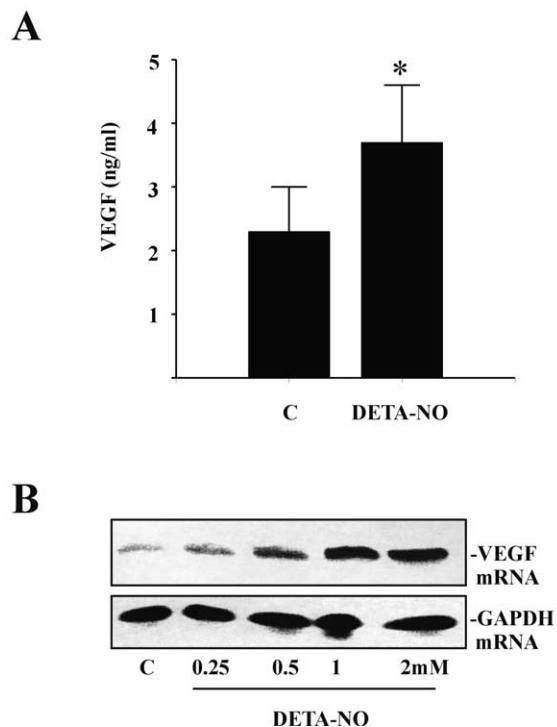 A
5
*
4
3
2
1
VEGF (ng/ml)
C DETA-NO
B
-VEGF
mRNA
-GAPDH
mRNA
C 0.25 0.5 1 2mM
DETA-NO